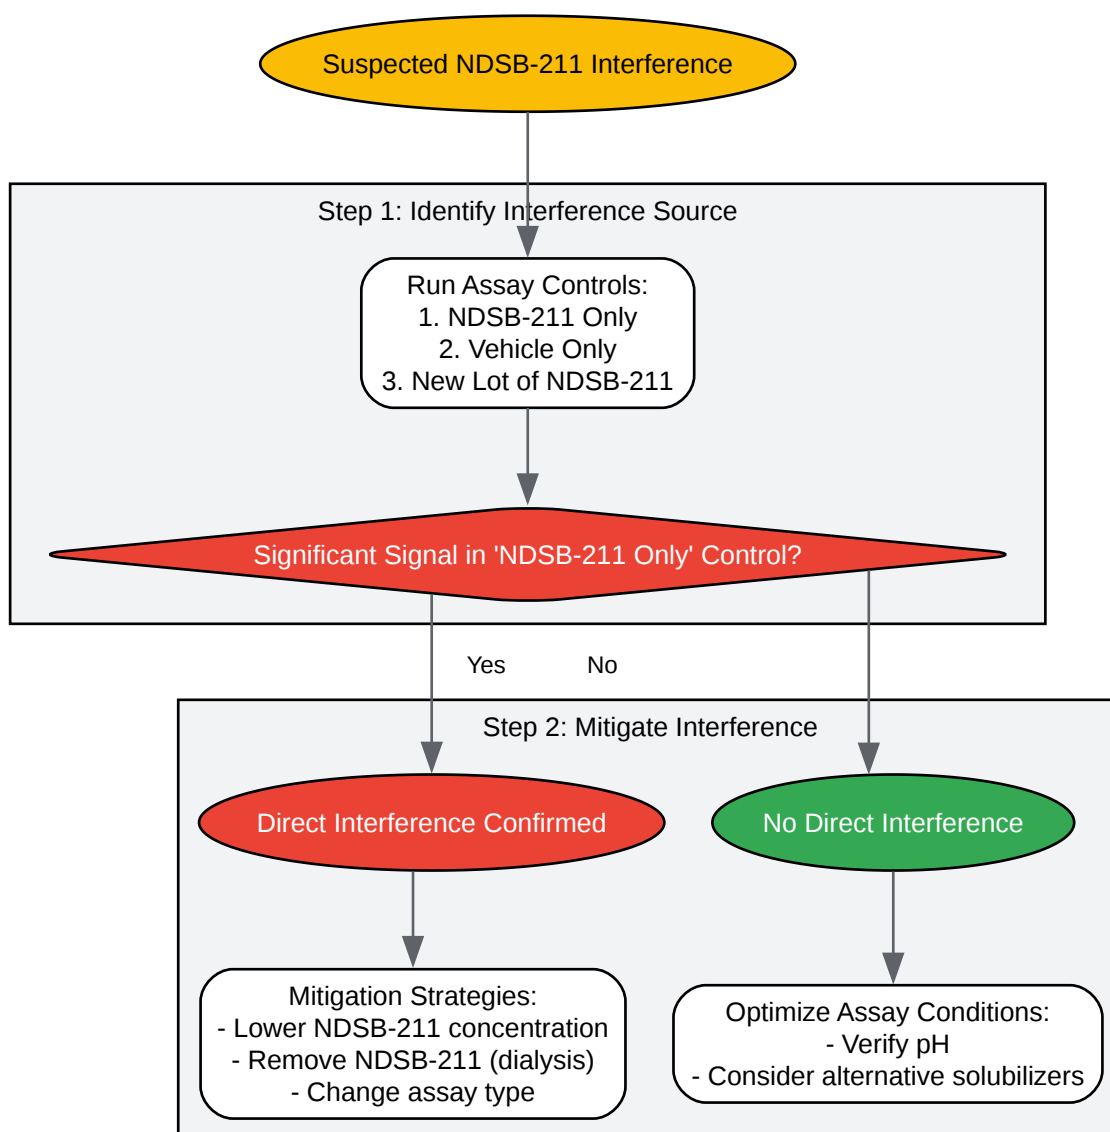 Suspected NDSB-211 Interference
Step 1: Identify Interference Source
Run Assay Controls:
1. NDSB-211 Only
2. Vehicle Only
3. New Lot of NDSB-211
Significant Signal in 'NDSB-211 Only' Control?
Yes
No
Step 2: Mitigate Interference
Direct Interference Confirmed
No Direct Interference
Mitigation Strategies:
- Lower NDSB-211 concentration
- Remove NDSB-211 (dialysis)
- Change assay type
Optimize Assay Conditions:
- Verify pH
- Consider alternative solubilizers